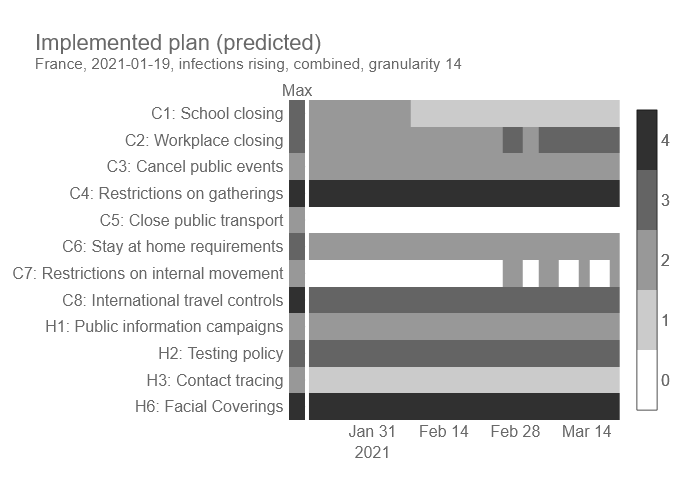 Implemented plan (predicted)
France, 2021-01-19, infections rising, combined, granularity 14
Max
C1: School closing
C2: Workplace closing
C3: Cancel public events
C4: Restrictions on gatherings
C5: Close public transport
C6: Stay at home requirements
C7: Restrictions on internal movement
C8: International travel controls
H1: Public information campaigns
H2: Testing policy
H3: Contact tracing
H6: Facial Coverings
Jan 31 Feb 14 Feb 28 Mar 14
2021
4
3
2
1
0